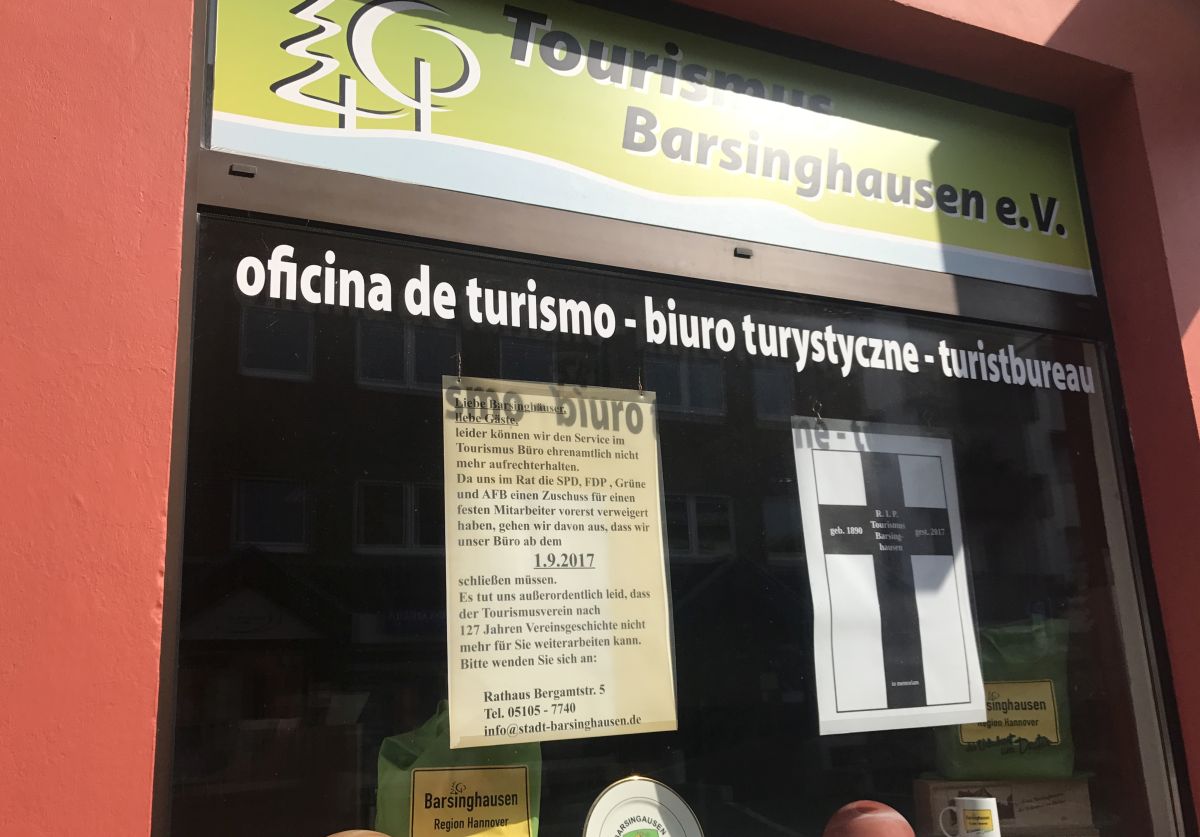 Tourismus
Barsinghausen e.V.
oficina de turismo - biuro turystyczne - turistbureau
Liebe Barsinghäuser,
liebe Gäste,
leider können wir den Service im
Tourismus Büro ehrenamtlich nicht
mehr aufrechterhalten.
Da uns im Rat die SPD, FDP , Grüne
und AFB einen Zuschuss für einen
festen Mitarbeiter vorerst verweigert
haben, gehen wir davon aus, dass wir
unser Büro ab dem
1.9.2017
schließen müssen.
Es tut uns außerordentlich leid, dass
der Tourismusverein nach
127 Jahren Vereinsgeschichte nicht
mehr für Sie weiterarbeiten kann.
Bitte wenden Sie sich an:
Rathaus Bergamtstr. 5
Tel. 05105 - 7740
info@stadt-barsinghausen.de
R. I. P.
Tourismus
Barsing-
hausen
geb. 1890
gest. 2017
in memoriam
Barsinghausen
Region Hannover
BARSINGHAUSEN
singhausen
Region Hannover